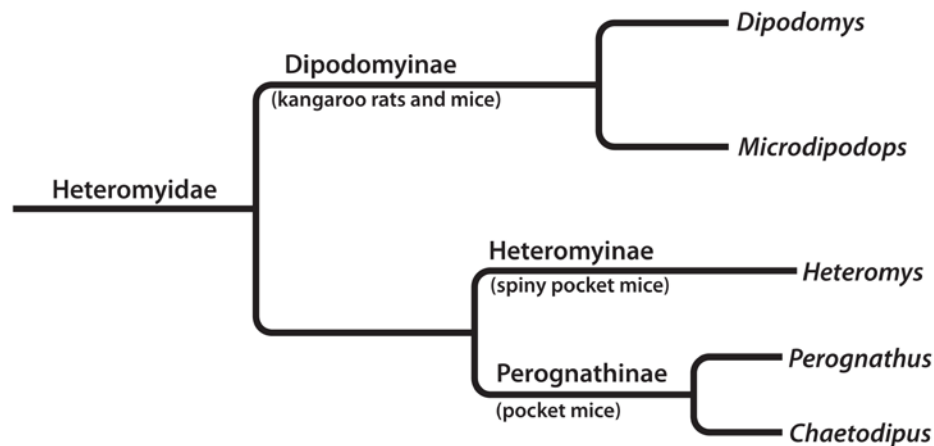 Dipodomys
Dipodomyinae
(kangaroo rats and mice)
Microdipodops
Heteromyidae
Heteromyinae
(spiny pocket mice)
Heteromys
Perognathus
Perognathinae
(pocket mice)
Chaetodipus